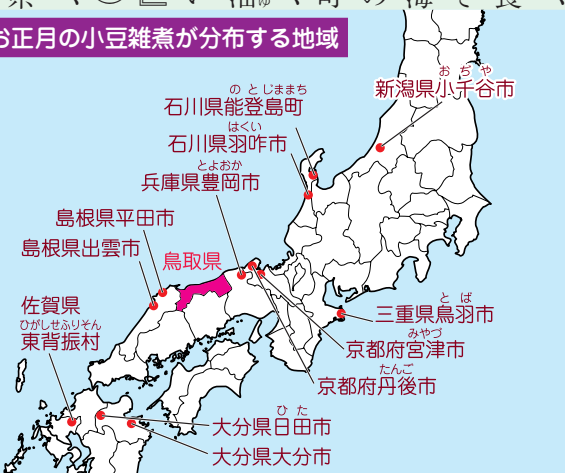 お正月の小豆雑煮が分布する地域
おぢや
新潟県小千谷市
のとじままち
石川県能登島町
はくい
石川県羽咋市
とよおか
兵庫県豊岡市
島根県平田市
島根県出雲市
鳥取県
佐賀県
ひがしせふりそん
東背振村
とば
三重県鳥羽市
みやづ
京都府宮津市
たんご
京都府丹後市
ひた
大分県日田市
大分県大分市